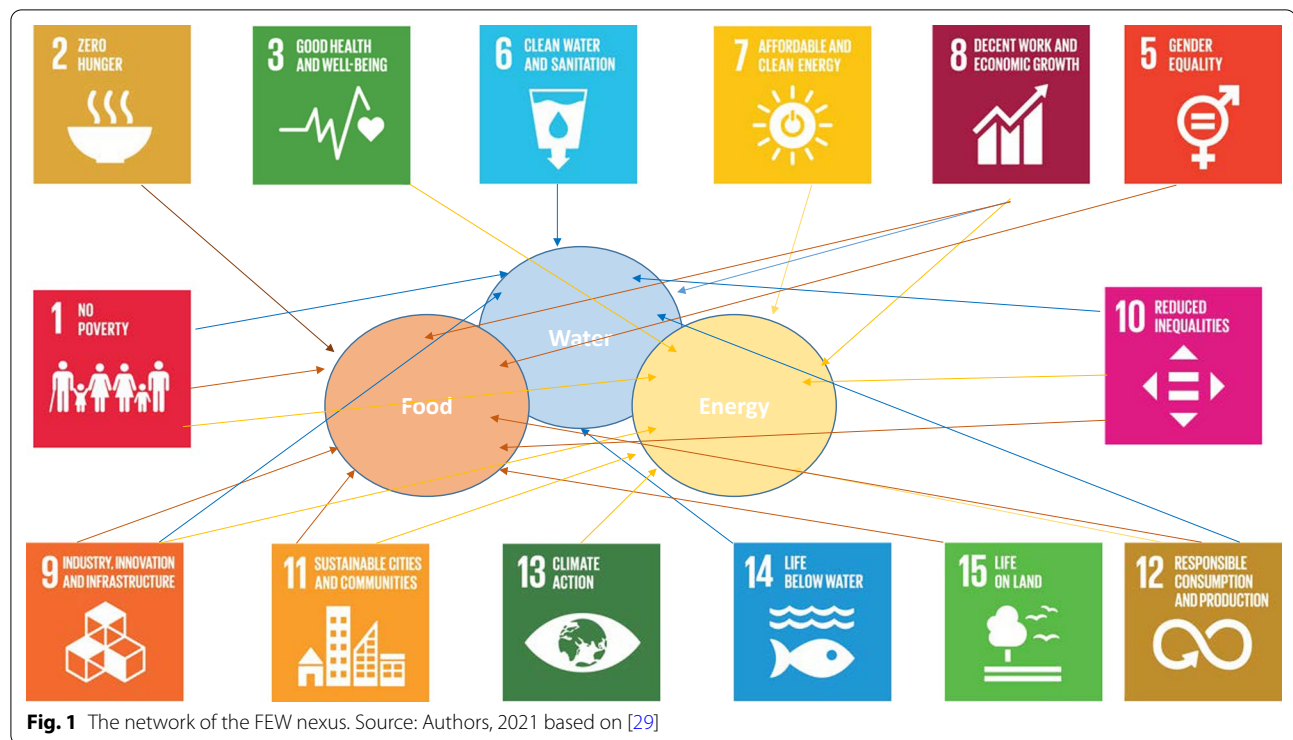 2 ZERO
HUNGER
3 GOOD HEALTH
AND WELL-BEING
6 CLEAN WATER
AND SANITATION
7 AFFORDABLE AND
CLEAN ENERGY
8 DECENT WORK AND
ECONOMIC GROWTH
5 GENDER
EQUALITY
1 NO
POVERTY
Water
10 REDUCED
INEQUALITIES
Food
Energy
9 INDUSTRY, INNOVATION
AND INFRASTRUCTURE
11 SUSTAINABLE CITIES
AND COMMUNITIES
13 CLIMATE
ACTION
14 LIFE
BELOW WATER
15 LIFE
ON LAND
12 RESPONSIBLE
CONSUMPTION
AND PRODUCTION
Fig. 1 The network of the FEW nexus. Source: Authors, 2021 based on [29]